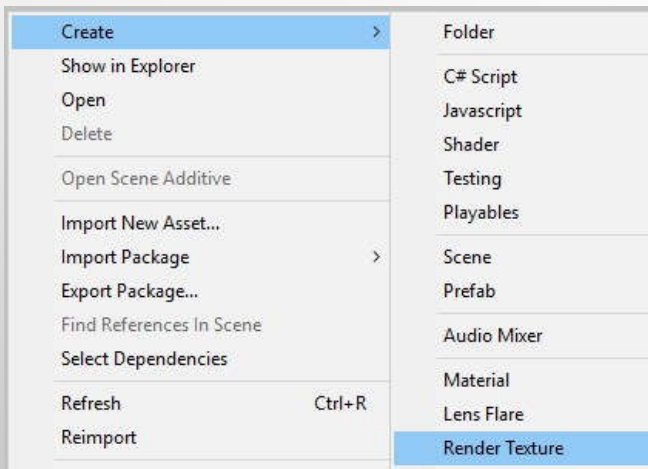 Create
Show in Explorer
Open
Delete
Open Scene Additive
Import New Asset...
Import Package
Export Package...
Find References In Scene
Select Dependencies
Refresh Ctrl+R
Reimport
Folder
C# Script
Javascript
Shader
Testing
Playables
Scene
Prefab
Audio Mixer
Material
Lens Flare
Render Texture